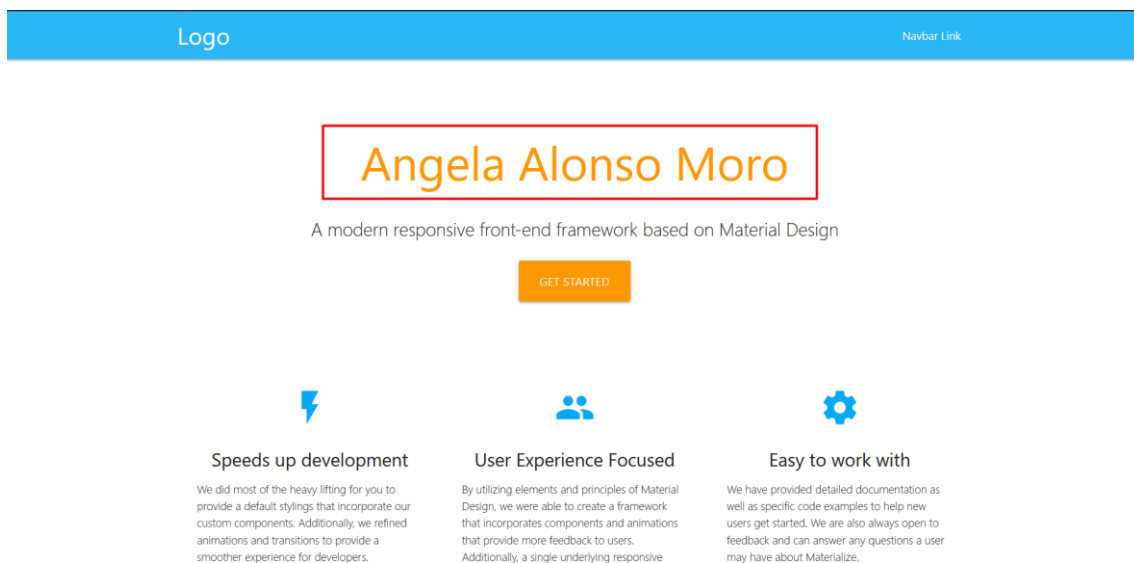 Logo
Navbar Link
Angela Alonso Moro
A modern responsive front-end framework based on Material Design
GET STARTED
Speeds up development
We did most of the heavy lifting for you to
provide a default stylings that incorporate our
custom components. Additionally, we refined
animations and transitions to provide a
smoother experience for developers.
User Experience Focused
By utilizing elements and principles of Material
Design, we were able to create a framework
that incorporates components and animations
that provide more feedback to users.
Additionally, a single underlying responsive
Easy to work with
We have provided detailed documentation as
well as specific code examples to help new
users get started. We are also always open to
feedback and can answer any questions a user
may have about Materialize.